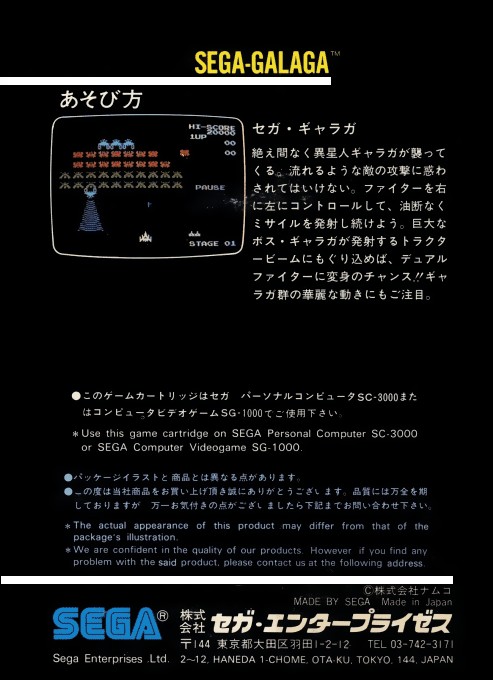 SEGA-GALAGA™
あそび方
HI-SCORE
20000
1UP
00
00
PAUSE
STAGE 01
セガ・ギャラガ
絶え間なく異星人ギャラガが襲って
くる。流れるような敵の攻撃に惑わ
されてはいけない。ファイターを右
に左にコントロールして、油断なく
ミサイルを発射し続けよう。巨大な
ボス・ギャラガが発射するトラクタ
ービームにもぐり込めば、デュアル
ファイターに変身のチャンス!!ギャ
ラガ群の華麗な動きにもご注目。
●このゲームカートリッジはセガ パーソナルコンピュータSC-3000また
はコンピュータビデオゲームSG-1000でご使用下さい。
*Use this game cartridge on SEGA Personal Computer SC-3000
or SEGA Computer Videogame SG-1000.
●パッケージイラストと商品とは異なる点があります。
●この度は当社商品をお買い上げ頂き誠にありがとうございます。品質には万全を期
しておりますが 万一お気付きの点がございましたら下記までお問い合わせ下さい。
*The actual appearance of this product may differ from that of the
package's illustration.
*We are confident in the quality of our products. However if you find any
problem with the said product, please contact us at the following address.
©株式会社ナムコ
MADE BY SEGA Made in Japan
SEGA® 株式会社 セガ・エンタープライゼス
〒144 東京都大田区羽田1-2-12 TEL 03-742-3171
Sega Enterprises .Ltd. 2~12, HANEDA 1-CHOME, OTA-KU, TOKYO, 144, JAPAN